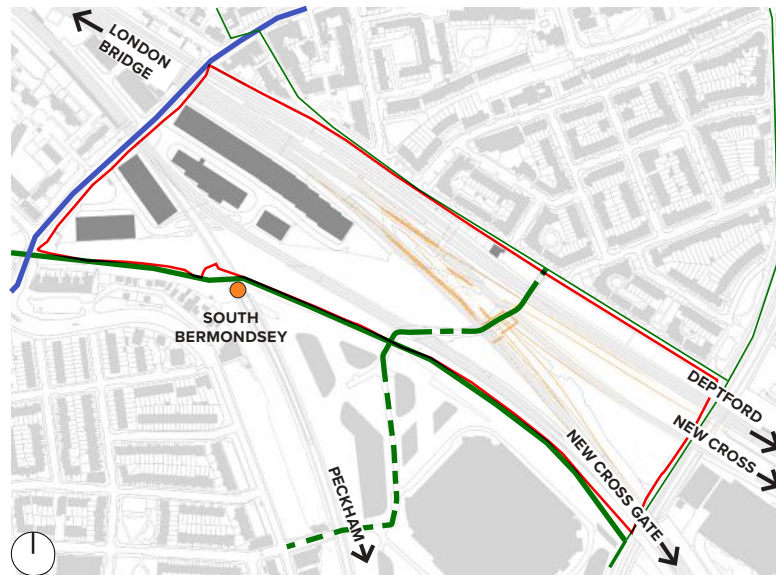 LONDON
BRIDGE
SOUTH
BERMONDSEY
DEPTFORD
NEW CROSS
NEW CROSS GATE
PECKHAM